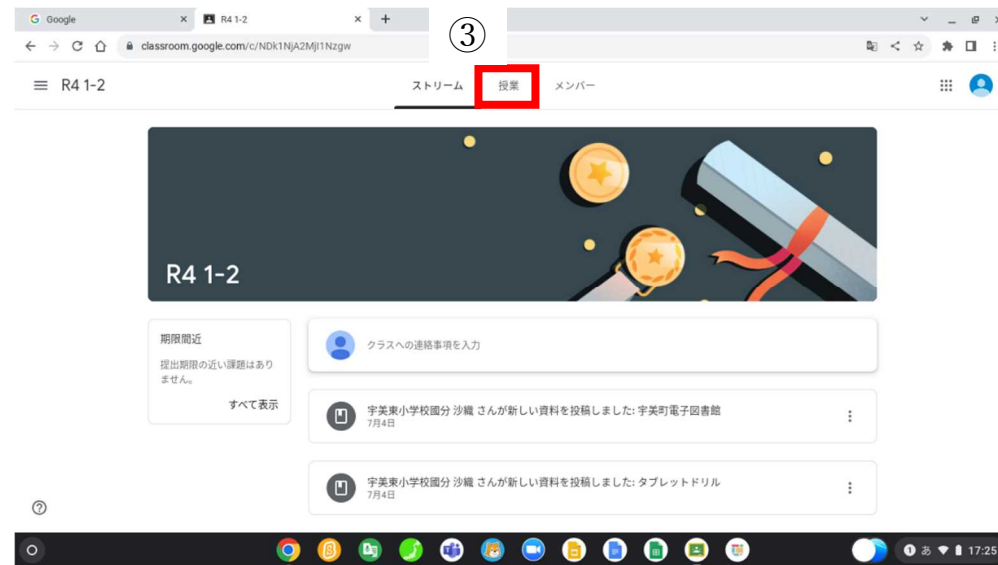 Google
R4 1-2
③
classroom.google.com/c/NDk1NjA2MjI1Nzgw
R4 1-2
ストリーム 授業 メンバー
R4 1-2
期限間近
提出期限の近い課題はあり
ません。
すべて表示
クラスへの連絡事項を入力
宇美東小学校國分 沙織 さんが新しい資料を投稿しました: 宇美町電子図書館
7月4日
宇美東小学校國分 沙織 さんが新しい資料を投稿しました: タブレットドリル
7月4日
あ 17:25